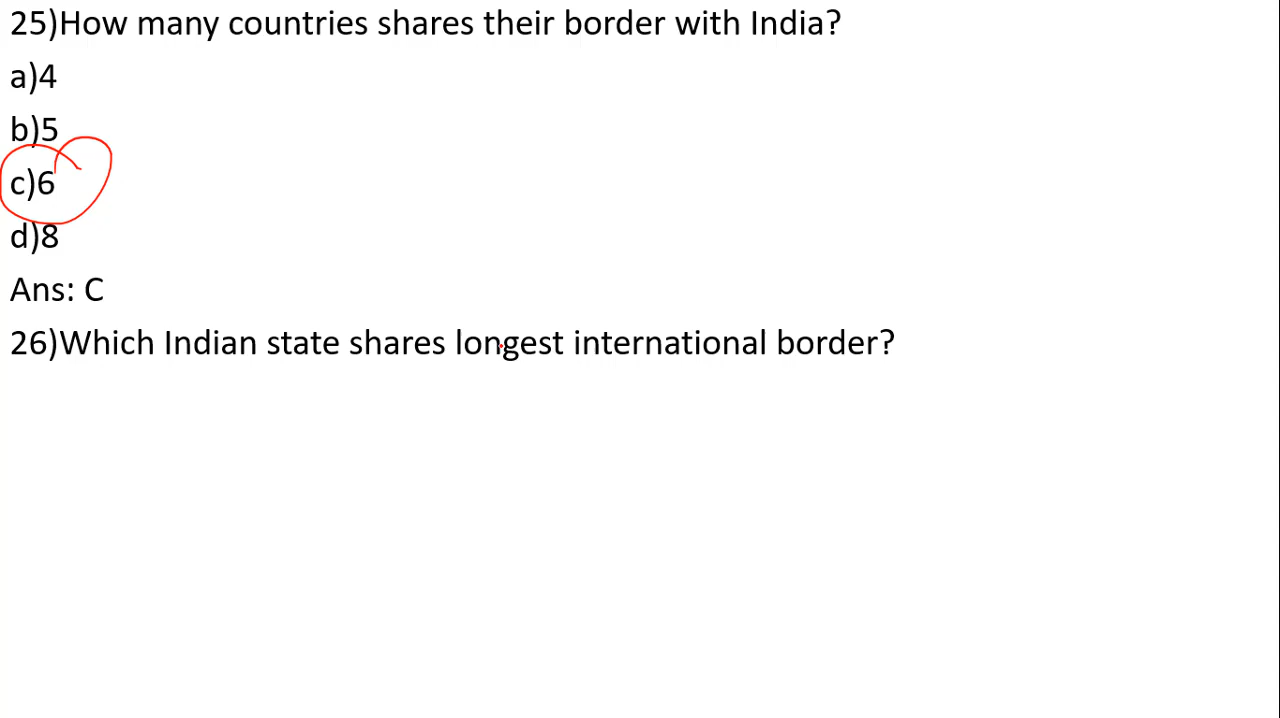 25)How many countries shares their border with India?
a)4
b)5
c)6
d)8
Ans: C
26)Which Indian state shares longest international border?